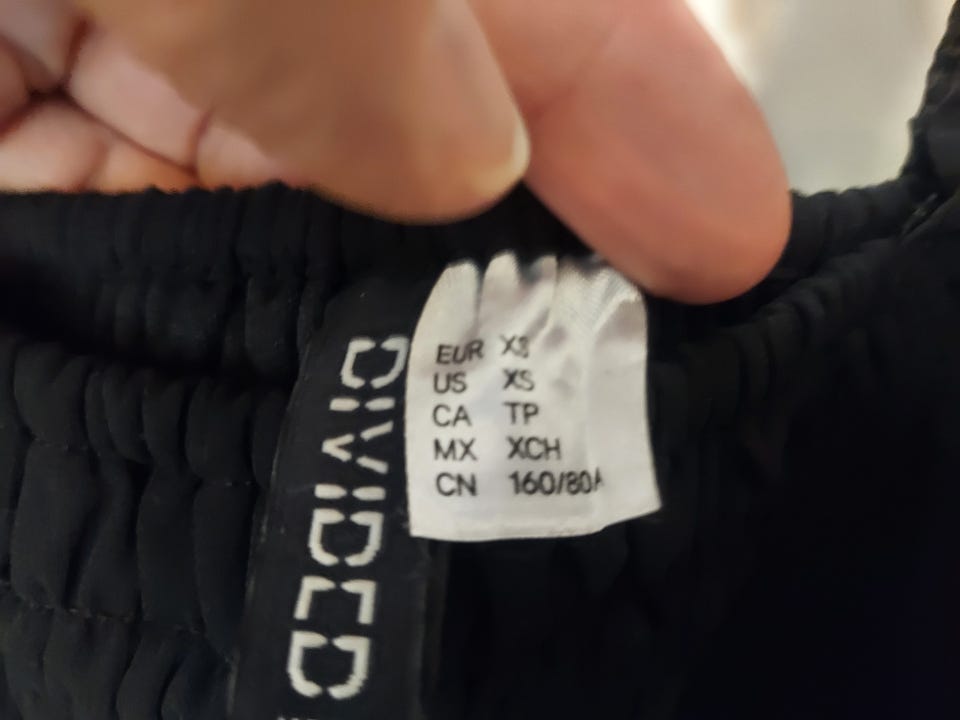 DIVIDED
EUR XS
US XS
CA TP
MX XCH
CN 160/80A